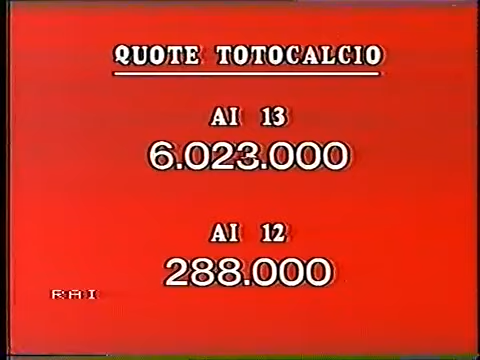 QUOTE TOTOCALCIO
AI 13
6.023.000
AI 12
288.000
RAI